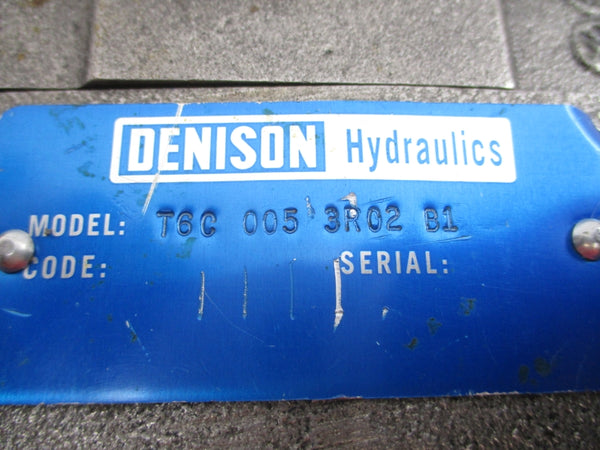 DENISON Hydraulics
MODEL: T6C 005 3R02 B1
CODE: SERIAL: